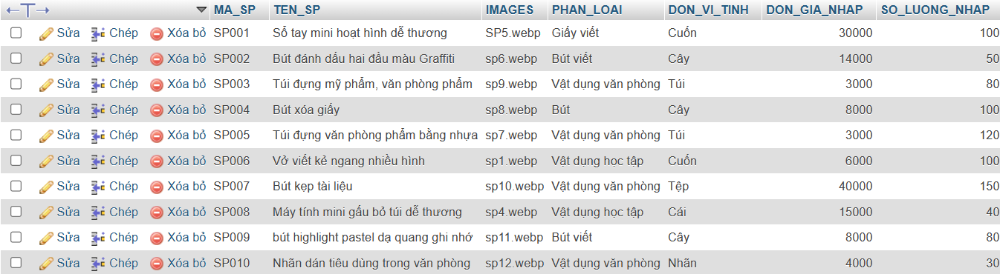 MA_SP TEN_SP IMAGES PHAN_LOAI DON_VI_TINH DON_GIA_NHAP SO_LUONG_NHAP
Sửa Chép Xóa bỏ SP001 Sổ tay mini hoạt hình dễ thương SP5.webp Giấy viết Cuốn 30000 100
Sửa Chép Xóa bỏ SP002 Bút đánh dấu hai đầu màu Graffiti sp6.webp Bút viết Cây 14000 50
Sửa Chép Xóa bỏ SP003 Túi đựng mỹ phẩm, văn phòng phẩm sp9.webp Vật dụng văn phòng Túi 3000 80
Sửa Chép Xóa bỏ SP004 Bút xóa giấy sp8.webp Bút Cây 8000 100
Sửa Chép Xóa bỏ SP005 Túi đựng văn phòng phẩm bằng nhựa sp7.webp Vật dụng văn phòng Túi 3000 120
Sửa Chép Xóa bỏ SP006 Vở viết kẻ ngang nhiều hình sp1.webp Vật dụng học tập Cuốn 6000 100
Sửa Chép Xóa bỏ SP007 Bút kẹp tài liệu sp10.webp Vật dụng văn phòng Tệp 40000 150
Sửa Chép Xóa bỏ SP008 Máy tính mini gấu bỏ túi dễ thương sp4.webp Vật dụng học tập Cái 15000 40
Sửa Chép Xóa bỏ SP009 bút highlight pastel dạ quang ghi nhớ sp11.webp Bút viết Cây 8000 80
Sửa Chép Xóa bỏ SP010 Nhãn dán tiêu dùng trong văn phòng sp12.webp Vật dụng văn phòng Nhãn 4000 30